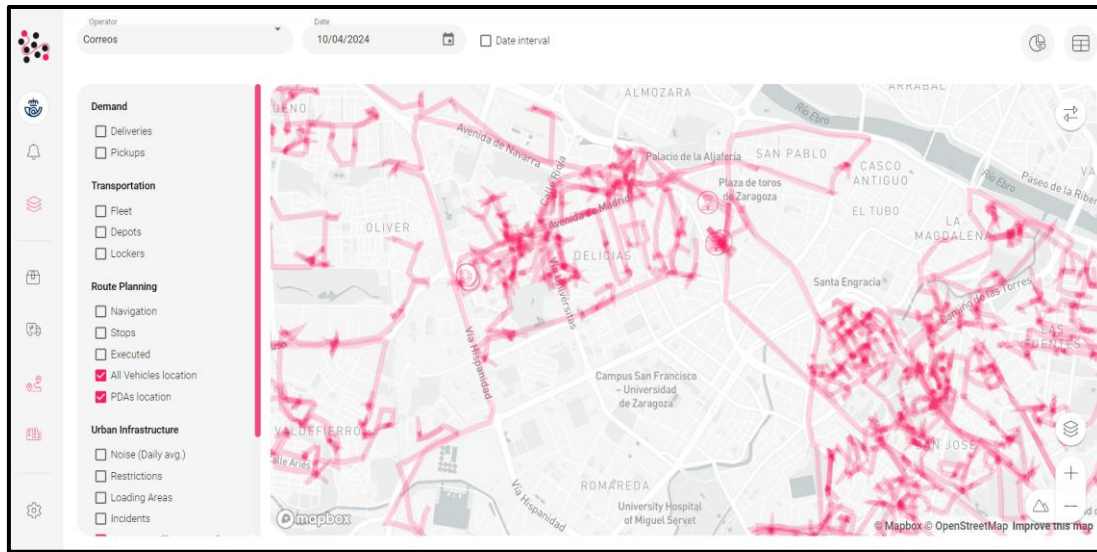 Operator
Correos
Date
10/04/2024
Date interval
Demand
Deliveries
Pickups
Transportation
Fleet
Depots
Lockers
Route Planning
Navigation
Stops
Executed
All Vehicles location
PDAs location
Urban Infrastructure
Noise (Daily avg.)
Restrictions
Loading Areas
Incidents
ALMOZARA
ARRABAL
Río Ebro
Avenida de Navarra
Calle Rioja
Palacio de la Aljafería
SAN PABLO
CASCO
ANTIGUO
Río Ebro
Paseo de la Riber
Plaza de toros
de Zaragoza
OLIVER
Avenida de Madrid
EL TUBO
LA
MAGDALENA
DELICIAS
Vía Universitas
Santa Engracia
Camino de las Torres
LAS
FUENTES
Vía Hispanidad
Campus San Francisco
– Universidad
de Zaragoza
VALDEFIERRO
AN JOSÉ
ROMAREDA
Vía Hispanidad
University Hospital
of Miguel Servet
mapbox
© Mapbox © OpenStreetMap Improve this map